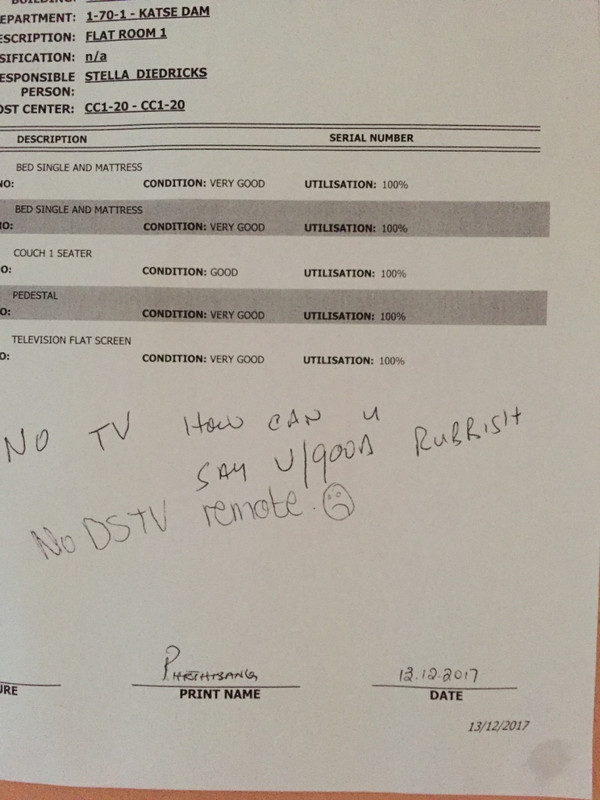 EPARTMENT: 1-70-1 - KATSE DAM
ESCRIPTION: FLAT ROOM 1
SIFICATION: n/a
ESPONSIBLE STELLA DIEDRICKS
PERSON:
OST CENTER: CC1-20 - CC1-20
DESCRIPTION SERIAL NUMBER
BED SINGLE AND MATTRESS
NO: CONDITION: VERY GOOD UTILISATION: 100%
BED SINGLE AND MATTRESS
IO: CONDITION: VERY GOOD UTILISATION: 100%
COUCH 1 SEATER
O: CONDITION: GOOD UTILISATION: 100%
PEDESTAL
O: CONDITION: VERY GOOD UTILISATION: 100%
TELEVISION FLAT SCREEN
O: CONDITION: VERY GOOD UTILISATION: 100%
NO TV HOW CAN U
SAY V/GOOD RUBBISH
No DSTV remote.
URE PRINT NAME DATE
13.12.2017
13/12/2017